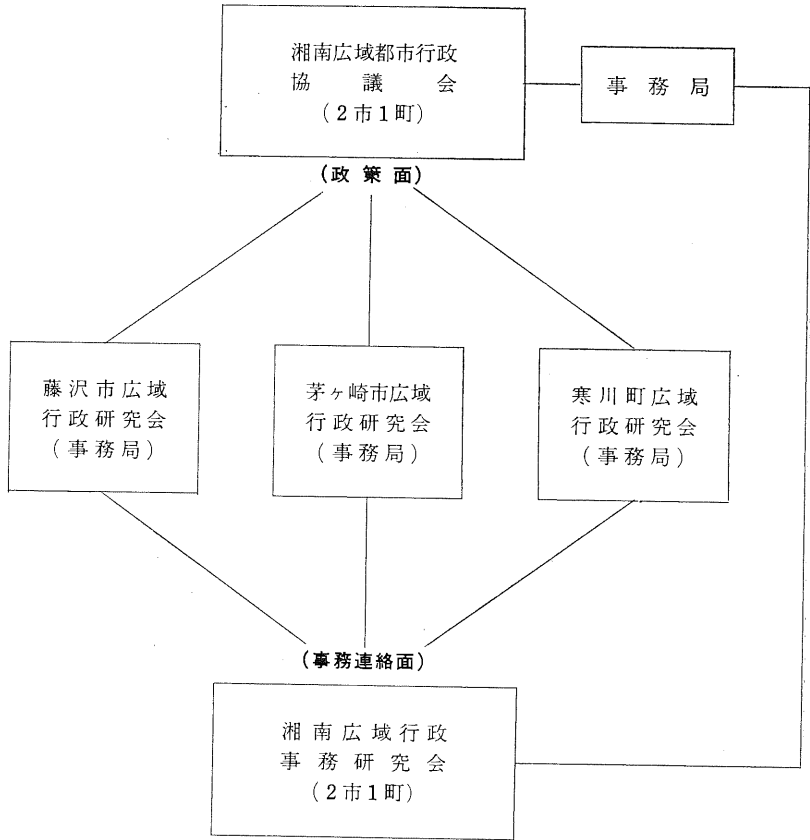 湘南広域都市行政
協議会
(2市1町)
事務局
(政策面)
藤沢市広域
行政研究会
(事務局)
茅ヶ崎市広域
行政研究会
(事務局)
寒川町広域
行政研究会
(事務局)
(事務連絡面)
湘南広域行政
事務研究会
(2市1町)